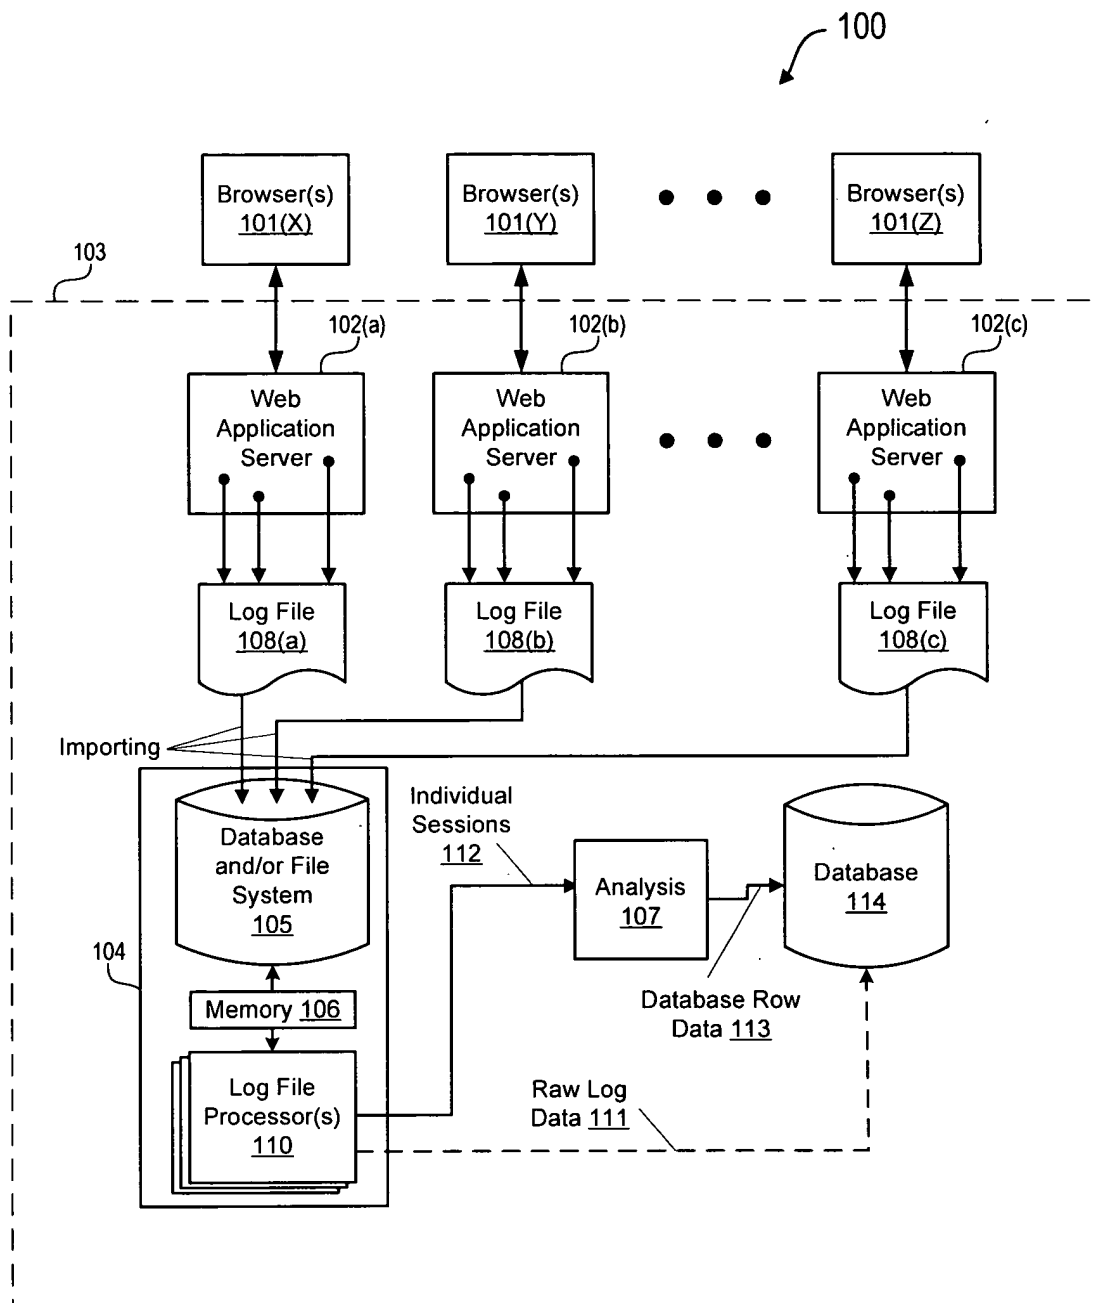 100
Browser(s)
101(X)
Browser(s)
101(Y)
Browser(s)
101(Z)
103
102(a)
102(b)
102(c)
Web
Application
Server
Web
Application
Server
Web
Application
Server
Log File
108(a)
Log File
108(b)
Log File
108(c)
Importing
Database
and/or File
System
105
Individual
Sessions
112
Analysis
107
Database
114
104
Memory 106
Database Row
Data 113
Log File
Processor(s)
110
Raw Log
Data 111